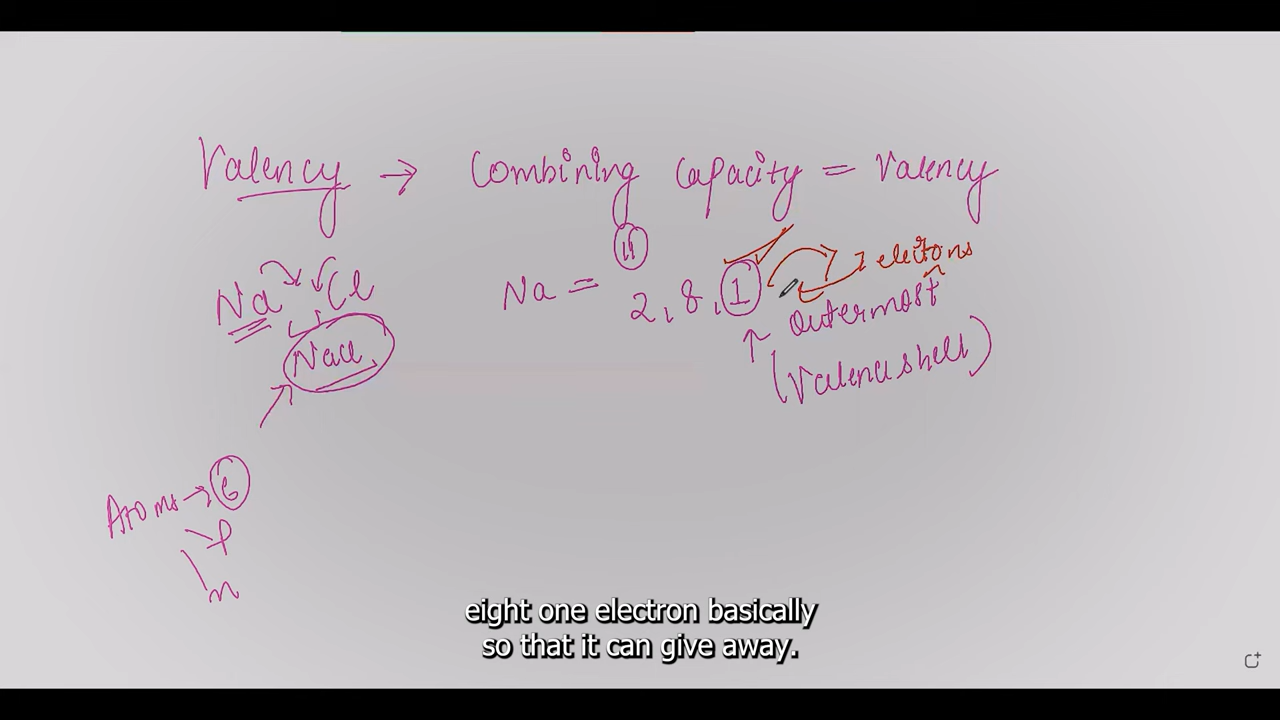 Valency → Combining Capacity = Valency
11
Na Cl
Na = 2, 8, 1
electrons
outermost
NaCl
(Valence shell)
Atoms → e
p
n
eight one electron basically
so that it can give away.